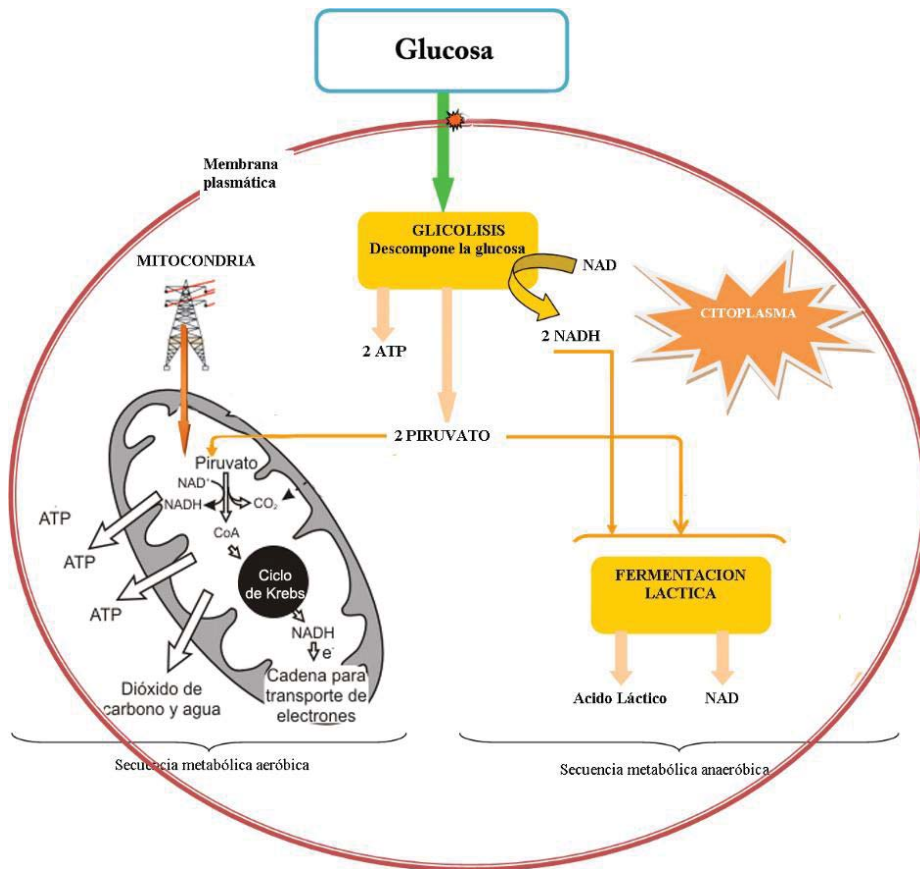 Glucosa
Membrana
plasmática
GLICOLISIS
Descompone la glucosa
NAD
MITOCONDRIA
CITOPLASMA
2 ATP
2 NADH
2 PIRUVATO
Piruvato
NAD⁺
NADH
CO₂
CoA
ATP
ATP
ATP
Ciclo
de Krebs
NADH
e⁻
Cadena para
transporte de
electrones
Dióxido de
carbono y agua
FERMENTACION
LACTICA
Acido Láctico
NAD
Secuencia metabólica aeróbica
Secuencia metabólica anaeróbica